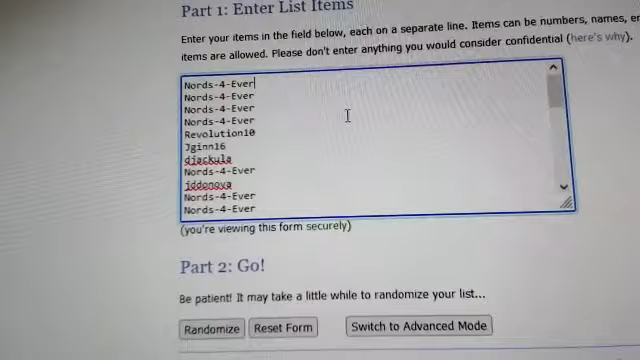 Part 1: Enter List Items
Enter your items in the field below, each on a separate line. Items can be numbers, names, em
items are allowed. Please don't enter anything you would consider confidential (here's why).
Nords-4-Ever
Nords-4-Ever
Nords-4-Ever
Nords-4-Ever
Revolution10
Jginn16
djackula
Nords-4-Ever
jddonova
Nords-4-Ever
Nords-4-Ever
(you're viewing this form securely)
Part 2: Go!
Be patient! It may take a little while to randomize your list...
Randomize Reset Form Switch to Advanced Mode